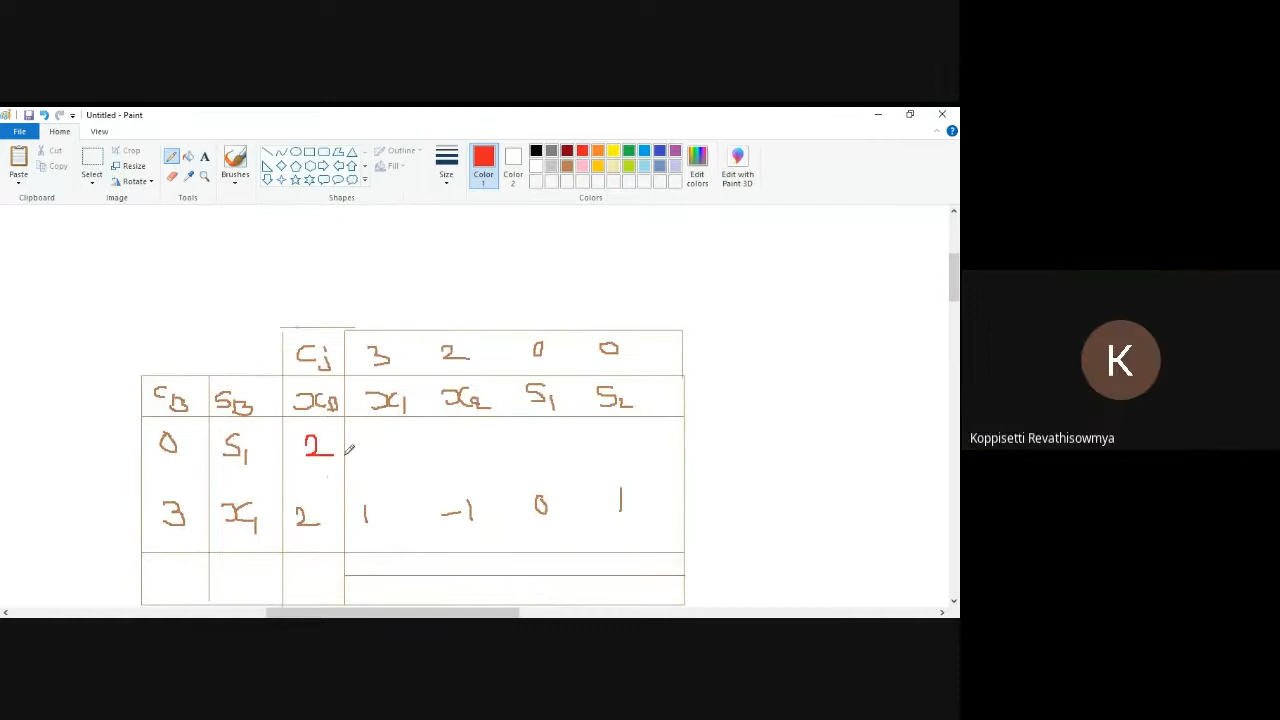 Untitled - Paint
File Home View
Paste Cut Copy
Select Crop Resize Rotate
A
Brushes
Outline Fill
Size
Color 1
Color 2
Edit colors
Edit with Paint 3D
Clipboard Image Tools Shapes Colors
Cj 3 2 0 0
CB SB xB x1 x2 S1 S2
0 S1 2
3 x1 2 1 -1 0 1
K
Koppisetti Revathisowmya